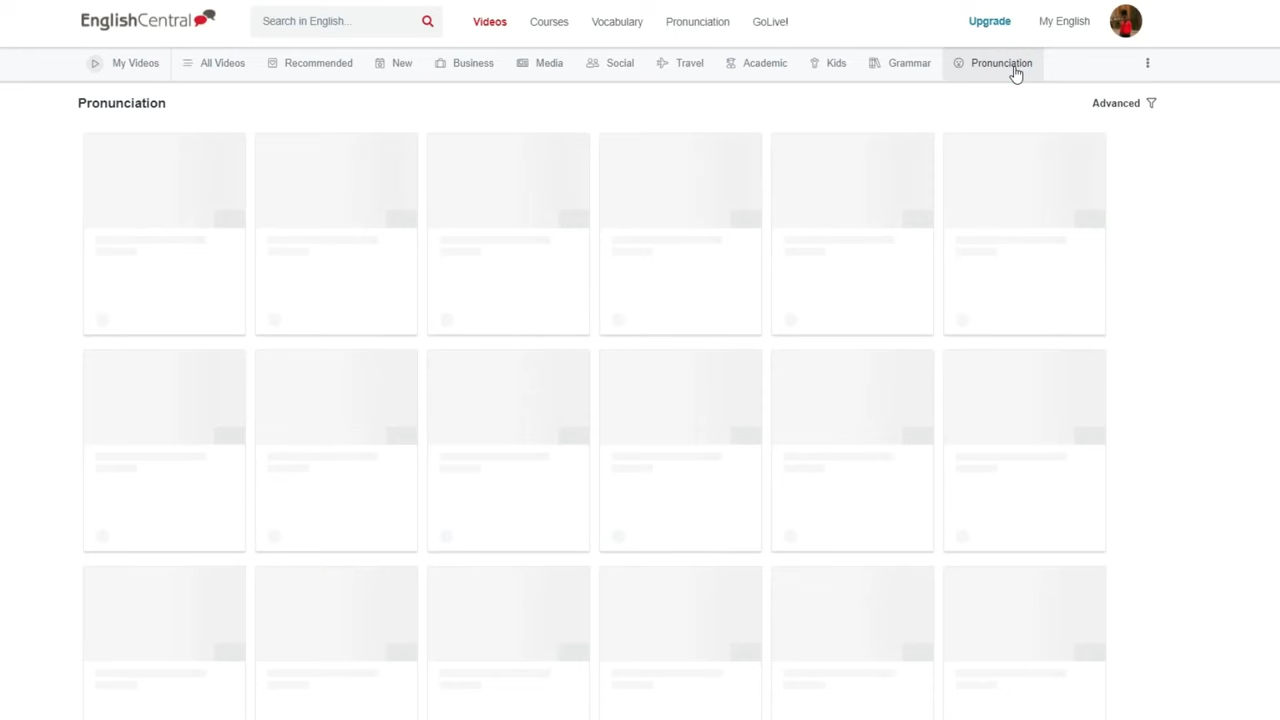 EnglishCentral Search in English... Videos Courses Vocabulary Pronunciation GoLive! Upgrade My English
My Videos All Videos Recommended New Business Media Social Travel Academic Kids Grammar Pronunciation
Pronunciation Advanced